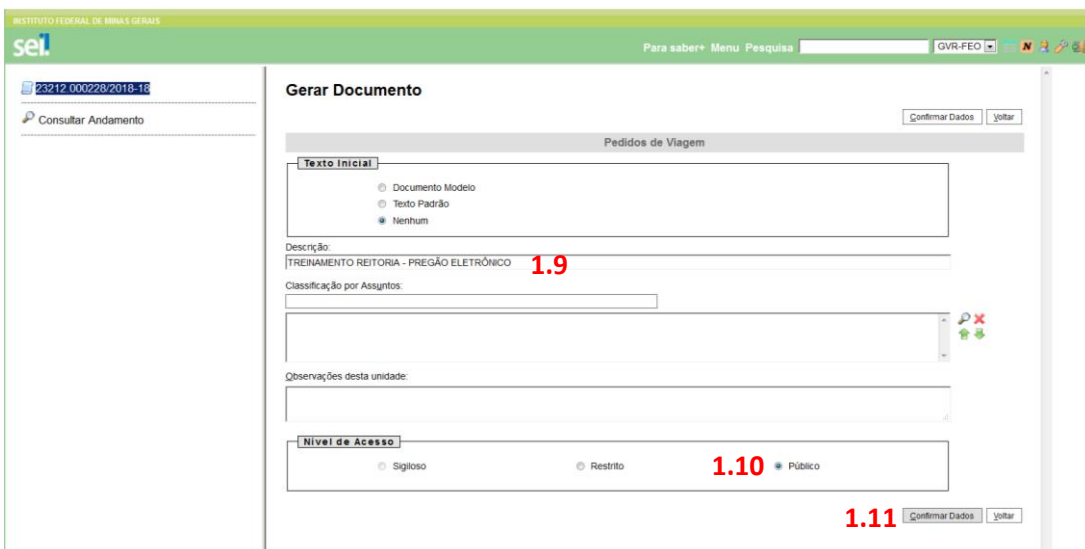 INSTITUTO FEDERAL DE MINAS GERAIS
sei!
Para saber+ Menu Pesquisa GVR-FEO N
23212.000228/2018-18
Consultar Andamento
Gerar Documento
Confirmar Dados Voltar
Pedidos de Viagem
Texto Inicial
Documento Modelo
Texto Padrão
Nenhum
Descrição:
TREINAMENTO REITORIA - PREGÃO ELETRÔNICO 1.9
Classificação por Assuntos:
Observações desta unidade:
Nível de Acesso
Sigiloso Restrito 1.10 Público
1.11 Confirmar Dados Voltar